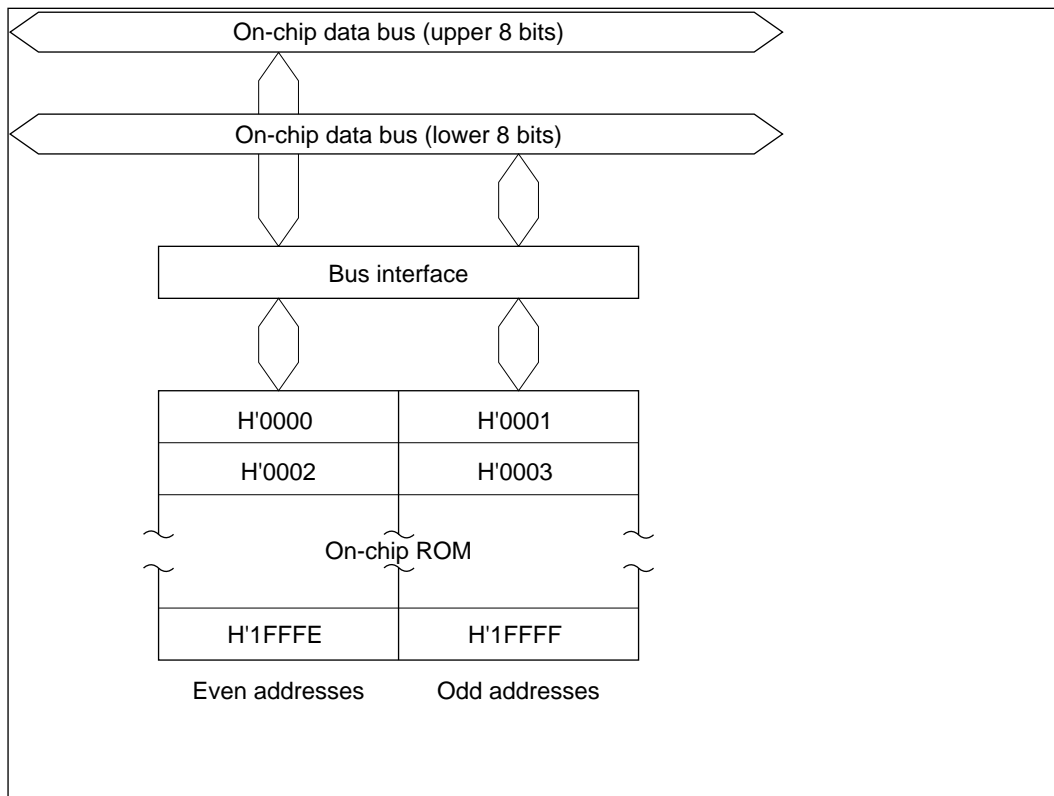 On-chip data bus (upper 8 bits)
On-chip data bus (lower 8 bits)
Bus interface
H'0000 H'0001
H'0002 H'0003
On-chip ROM
H'1FFFE H'1FFFF
Even addresses Odd addresses